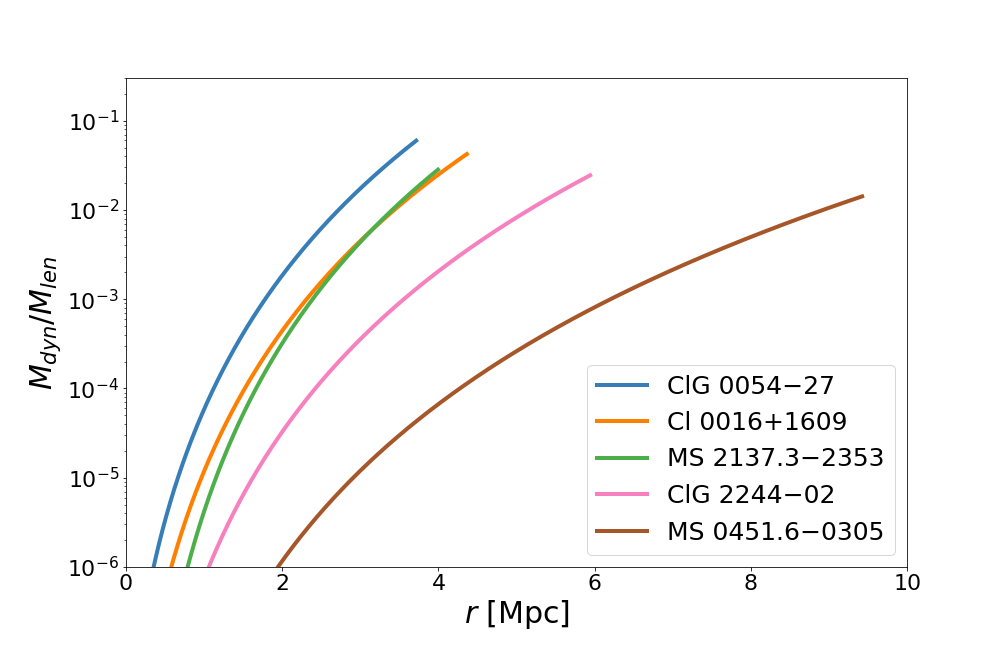 10⁻¹
10⁻²
10⁻³
10⁻⁴
10⁻⁵
10⁻⁶
M_dyn/M_len
0 2 4 6 8 10
r [Mpc]
ClG 0054−27
Cl 0016+1609
MS 2137.3−2353
ClG 2244−02
MS 0451.6−0305